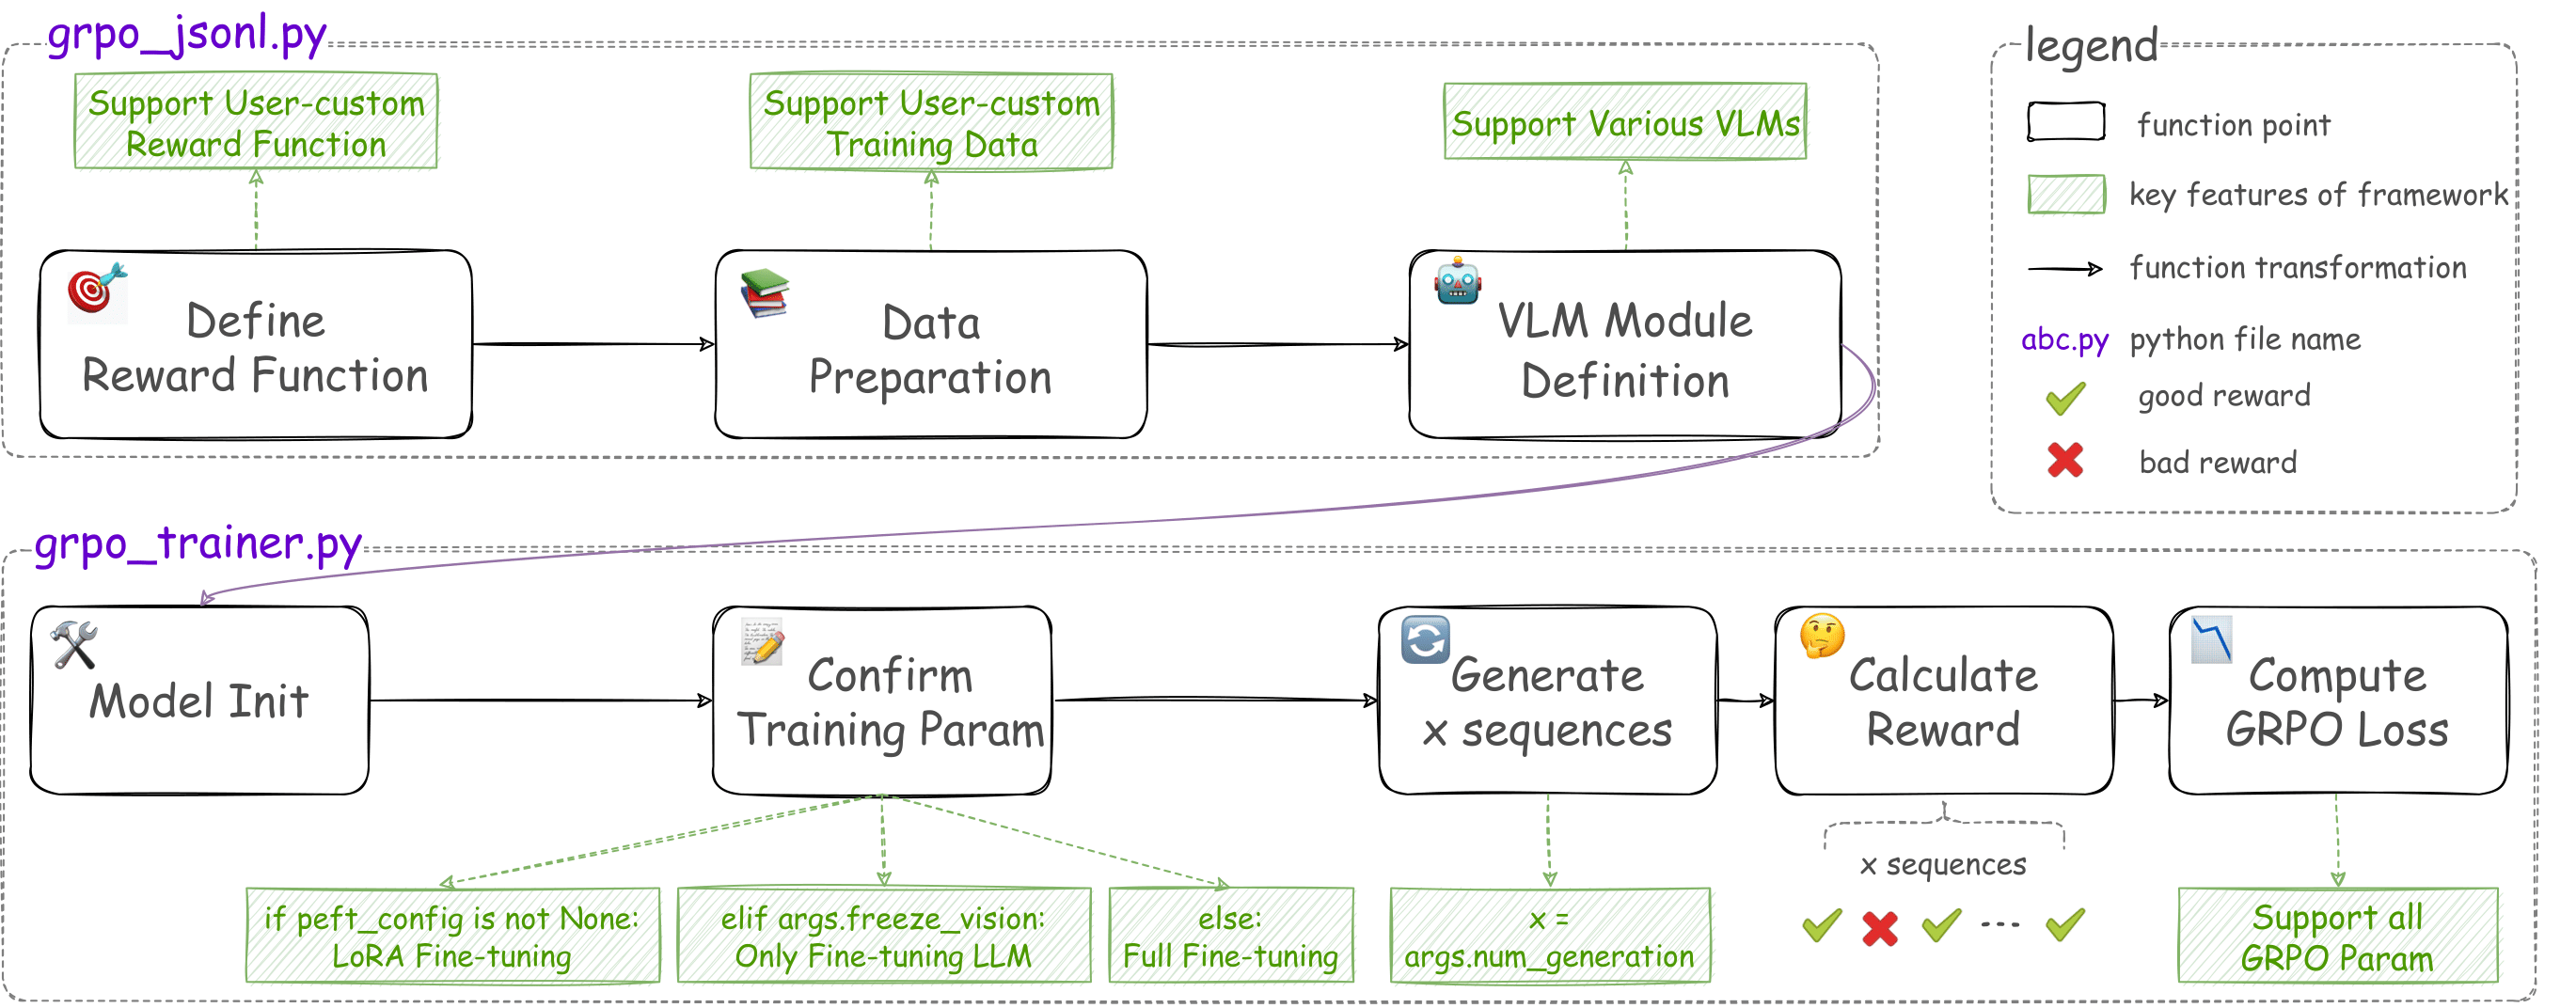 grpo_jsonl.py
Support User-custom
Reward Function
Support User-custom
Training Data
Support Various VLMs
Define
Reward Function
Data
Preparation
VLM Module
Definition
legend
function point
key features of framework
function transformation
abc.py python file name
good reward
bad reward
grpo_trainer.py
Model Init
Confirm
Training Param
Generate
x sequences
Calculate
Reward
Compute
GRPO Loss
if peft_config is not None:
LoRA Fine-tuning
elif args.freeze_vision:
Only Fine-tuning LLM
else:
Full Fine-tuning
x =
args.num_generation
x sequences
---
Support all
GRPO Param